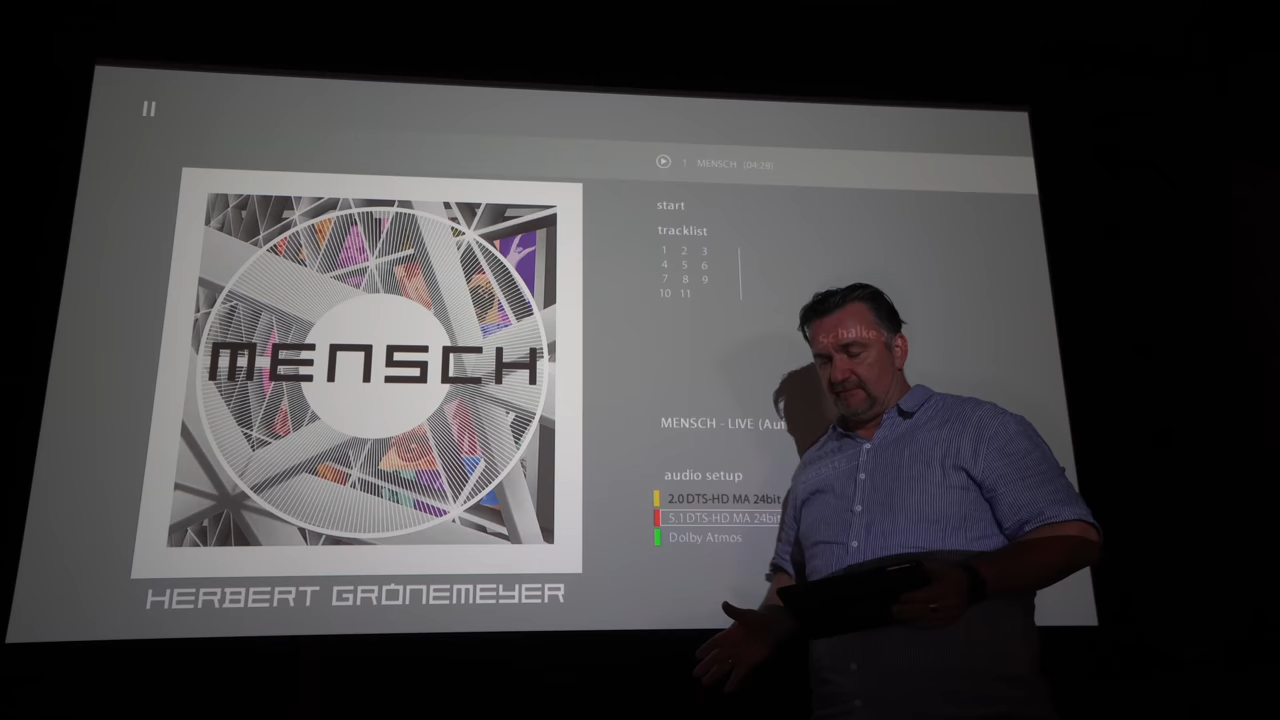 1 MENSCH (04:28)
start
tracklist
1 2 3
4 5 6
7 8 9
10 11
Schalke
MENSCH
MENSCH - LIVE (Auf
audio setup
2.0 DTS-HD MA 24bit
5.1 DTS-HD MA 24bit
Dolby Atmos
HERBERT GRÖNEMEYER